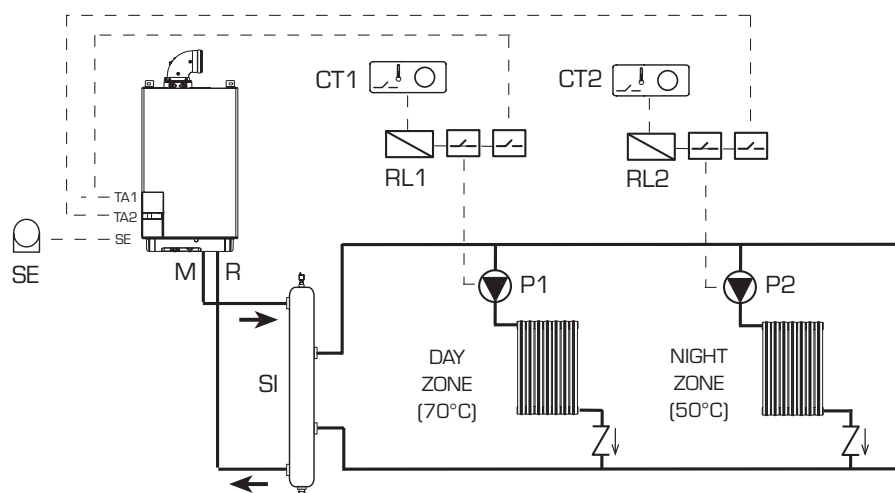 CT1
CT2
RL1
RL2
TA1
TA2
SE
SE
M R
P1
P2
SI
DAY
ZONE
(70°C)
NIGHT
ZONE
(50°C)